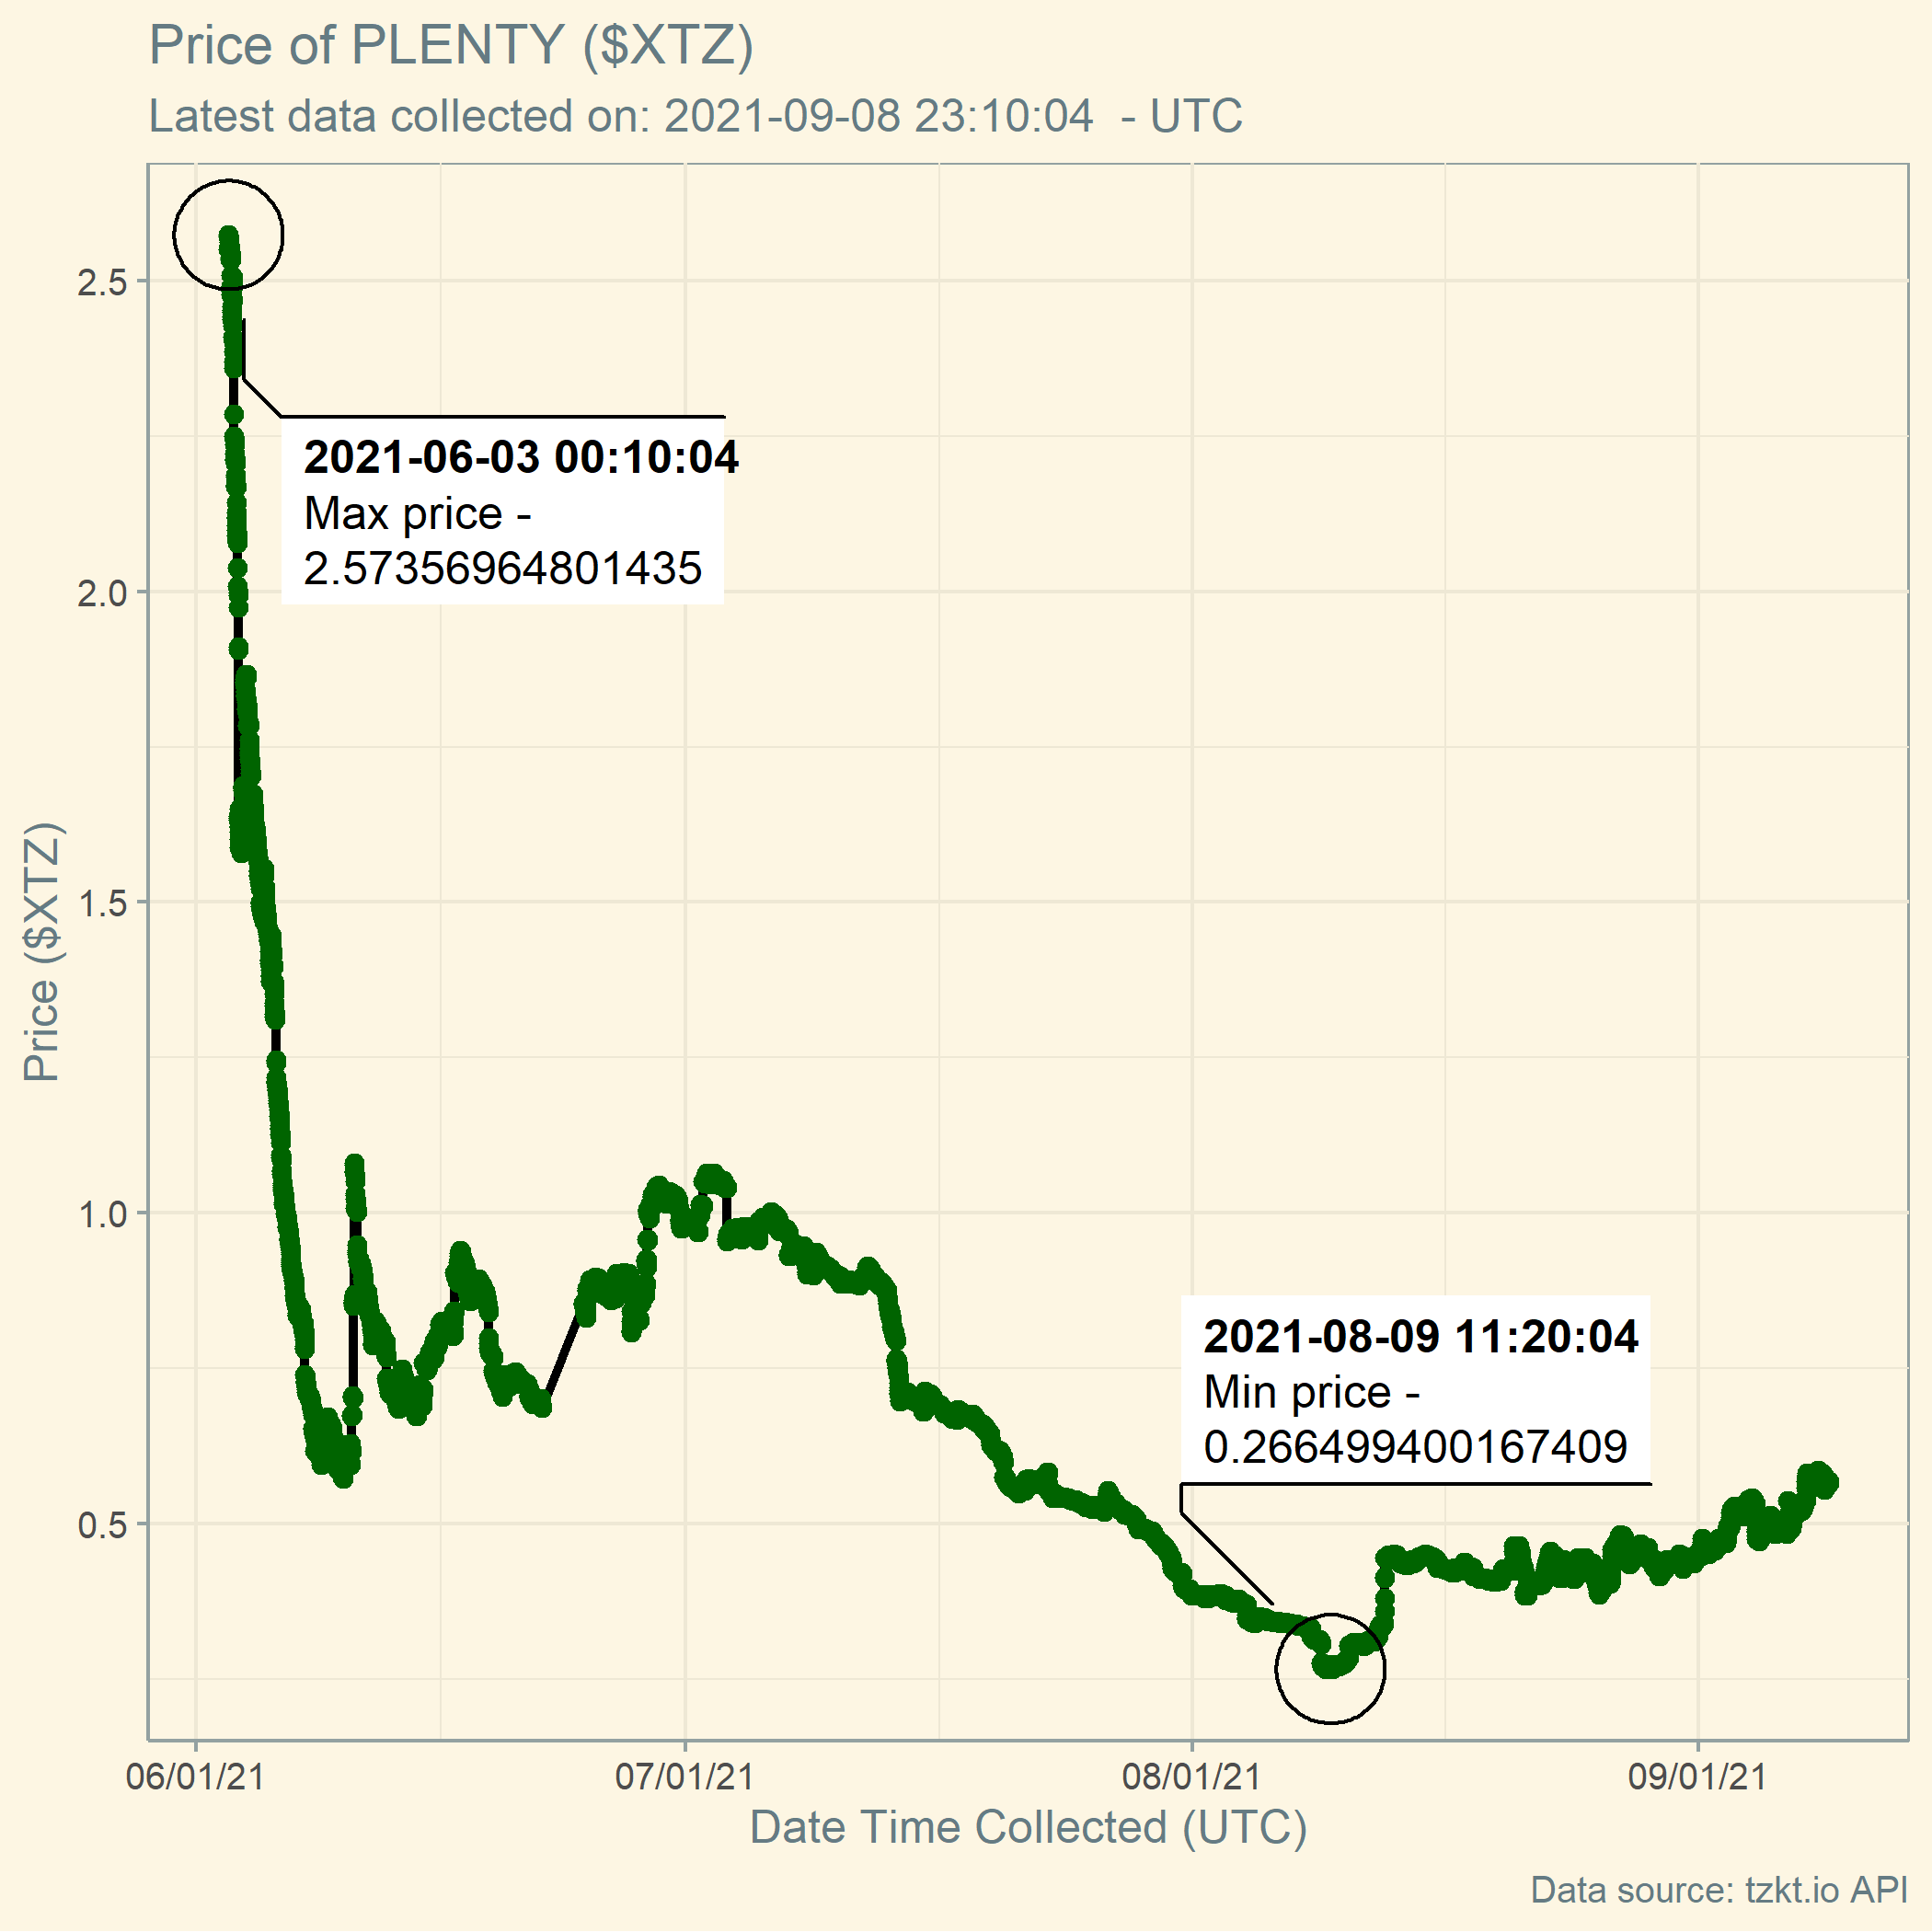 Price of PLENTY ($XTZ)
Latest data collected on: 2021-09-08 23:10:04  - UTC
2.5
2.0
1.5
1.0
0.5
Price ($XTZ)
2021-06-03 00:10:04
Max price -
2.57356964801435
2021-08-09 11:20:04
Min price -
0.266499400167409
06/01/21
07/01/21
08/01/21
09/01/21
Date Time Collected (UTC)
Data source: tzkt.io API